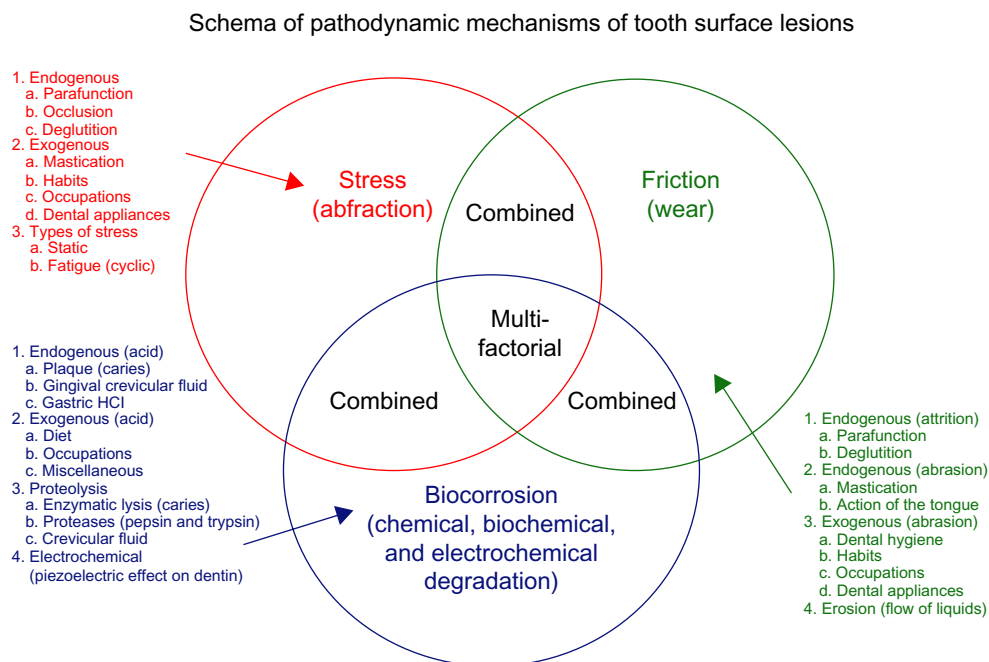 Schema of pathodynamic mechanisms of tooth surface lesions
1. Endogenous
a. Parafunction
b. Occlusion
c. Deglutition
2. Exogenous
a. Mastication
b. Habits
c. Occupations
d. Dental appliances
3. Types of stress
a. Static
b. Fatigue (cyclic)
Stress
(abfraction)
Combined
Friction
(wear)
Multi-
factorial
Combined
Combined
1. Endogenous (acid)
a. Plaque (caries)
b. Gingival crevicular fluid
c. Gastric HCI
2. Exogenous (acid)
a. Diet
b. Occupations
c. Miscellaneous
3. Proteolysis
a. Enzymatic lysis (caries)
b. Proteases (pepsin and trypsin)
c. Crevicular fluid
4. Electrochemical
(piezoelectric effect on dentin)
Biocorrosion
(chemical, biochemical,
and electrochemical
degradation)
1. Endogenous (attrition)
a. Parafunction
b. Deglutition
2. Endogenous (abrasion)
a. Mastication
b. Action of the tongue
3. Exogenous (abrasion)
a. Dental hygiene
b. Habits
c. Occupations
d. Dental appliances
4. Erosion (flow of liquids)